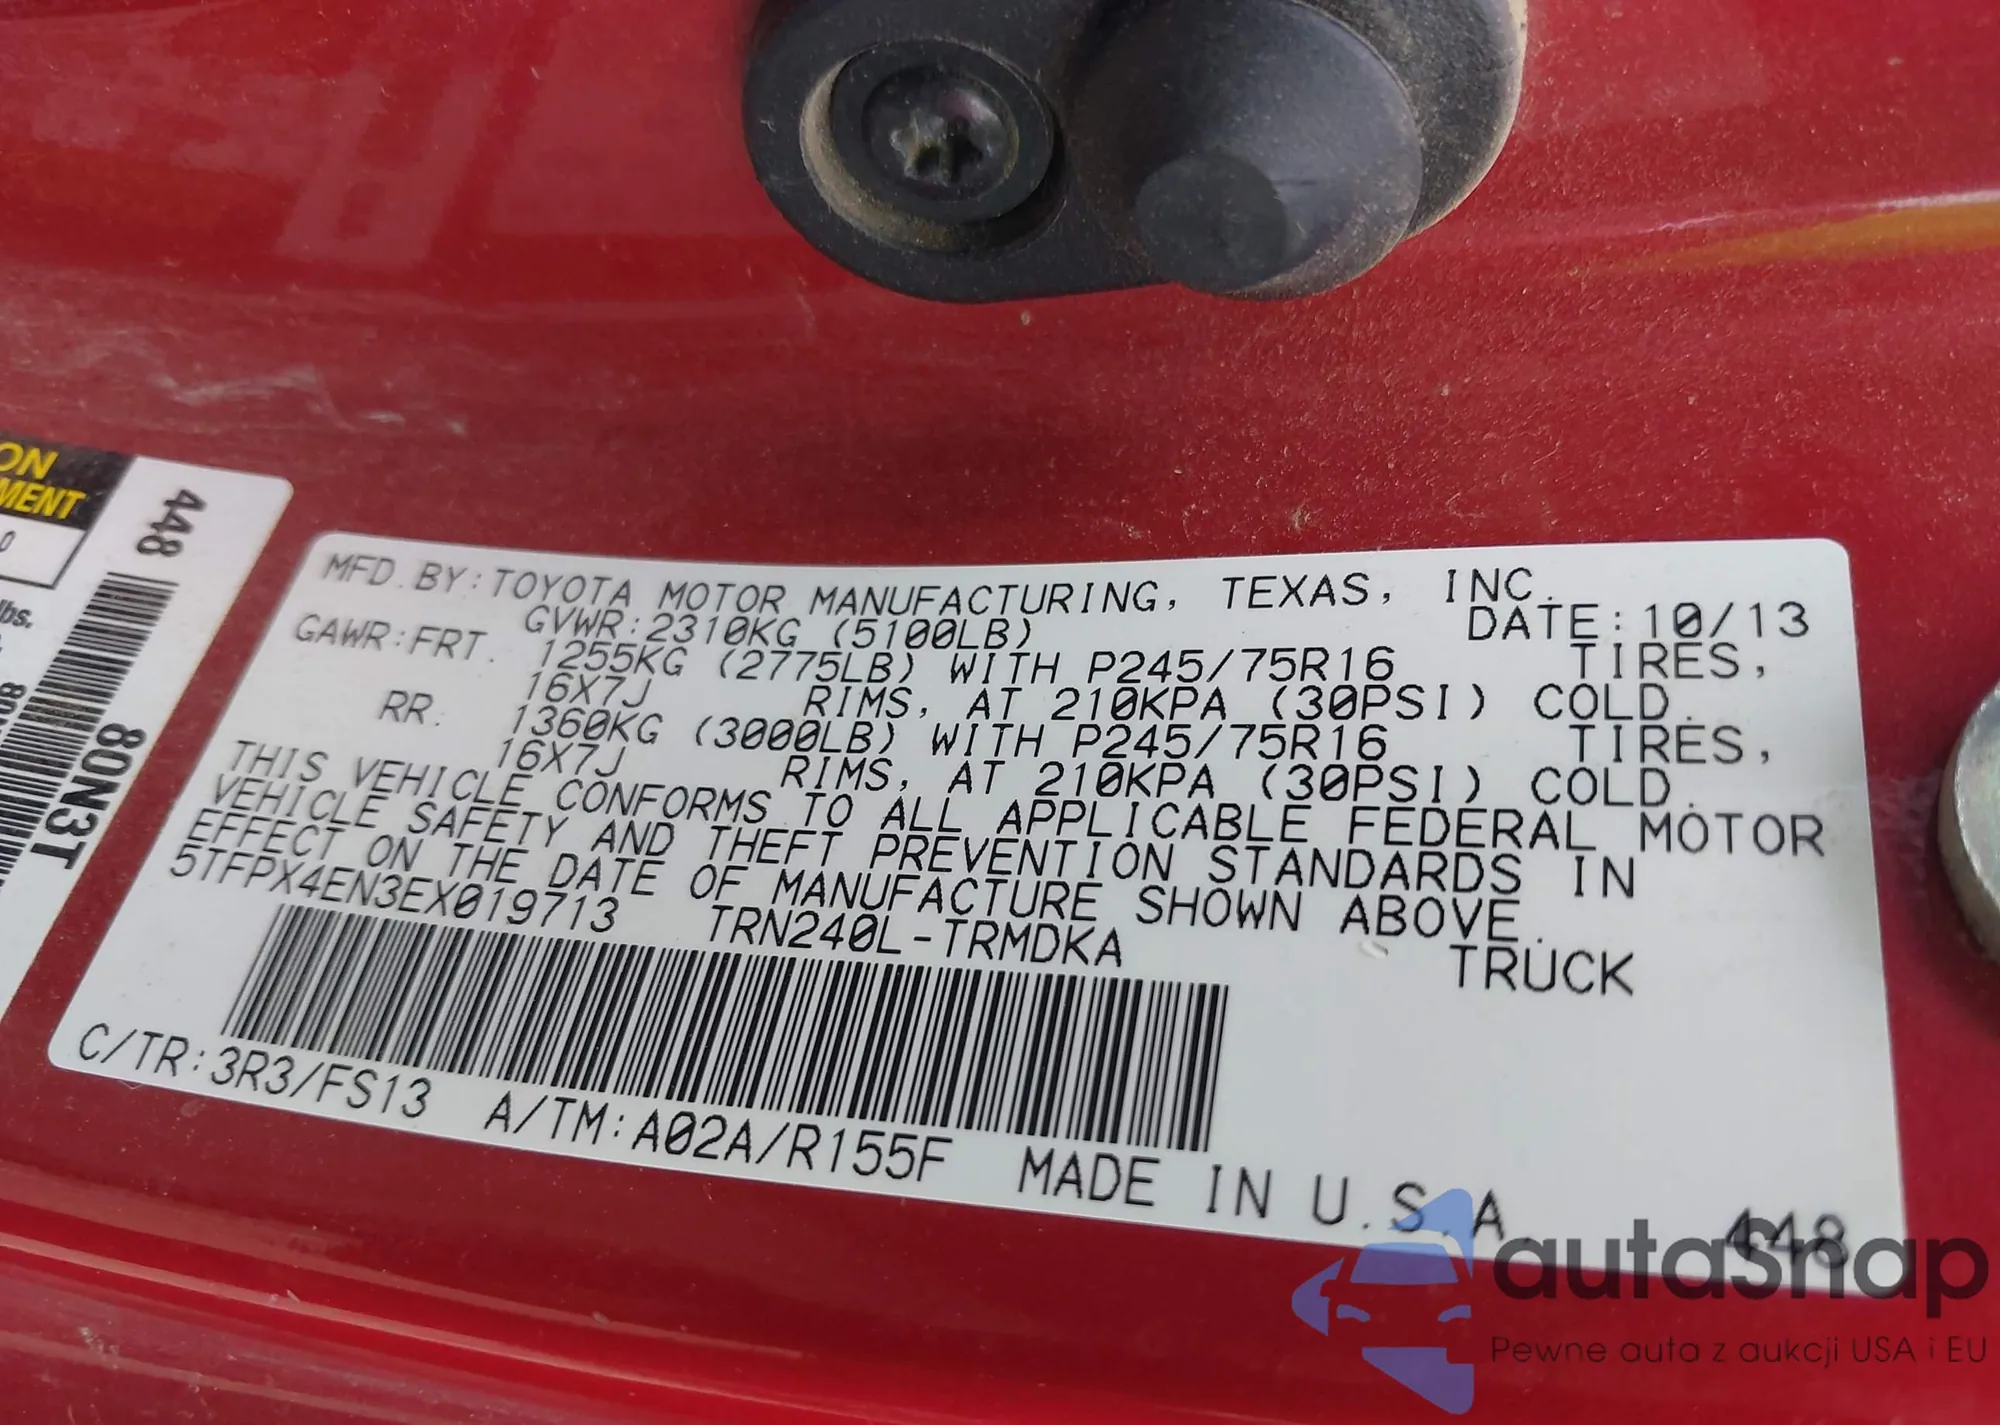 ON
MENT
0
lbs.
448
80N3T
MFD. BY: TOYOTA MOTOR MANUFACTURING, TEXAS, INC.
GVWR: 2310KG (5100LB) DATE: 10/13
GAWR: FRT. 1255KG (2775LB) WITH P245/75R16 TIRES,
16X7J RIMS, AT 210KPA (30PSI) COLD.
RR: 1360KG (3000LB) WITH P245/75R16 TIRES,
16X7J RIMS, AT 210KPA (30PSI) COLD.
THIS VEHICLE CONFORMS TO ALL APPLICABLE FEDERAL MOTOR
VEHICLE SAFETY AND THEFT PREVENTION STANDARDS IN
EFFECT ON THE DATE OF MANUFACTURE SHOWN ABOVE.
5TFPX4EN3EX019713 TRN240L-TRMDKA TRUCK
C/TR: 3R3/FS13 A/TM: A02A/R155F MADE IN U.S.A.
448
autasnap
Pewne auta z aukcji USA i EU